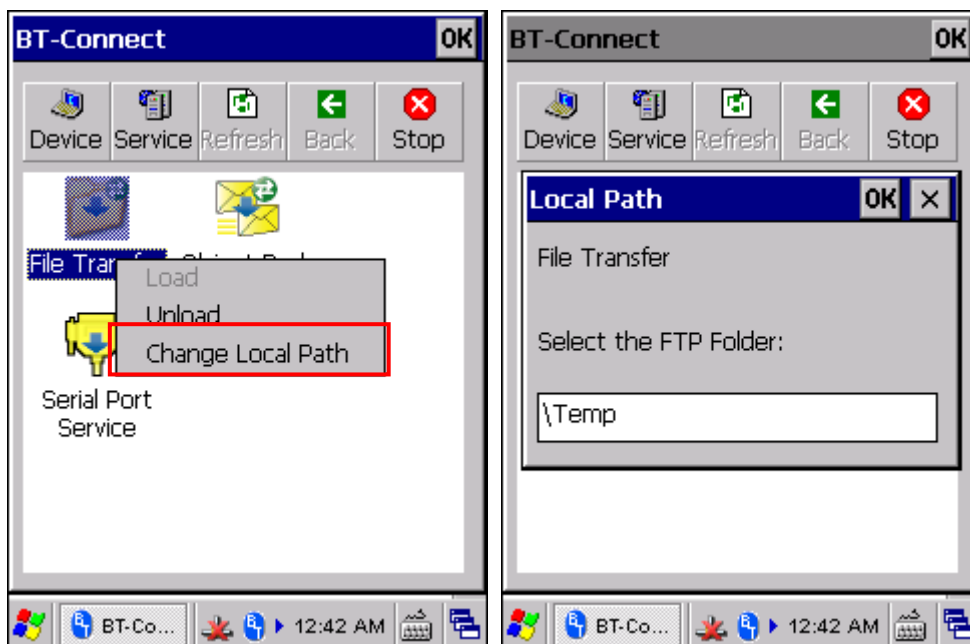 BT-Connect OK
Device Service Refresh Back Stop
File
Load
Unload
Change Local Path
Serial Port
Service
BT-Co... 12:42 AM
BT-Connect OK
Device Service Refresh Back Stop
Local Path OK
File Transfer
Select the FTP Folder:
\Temp
BT-Co... 12:42 AM